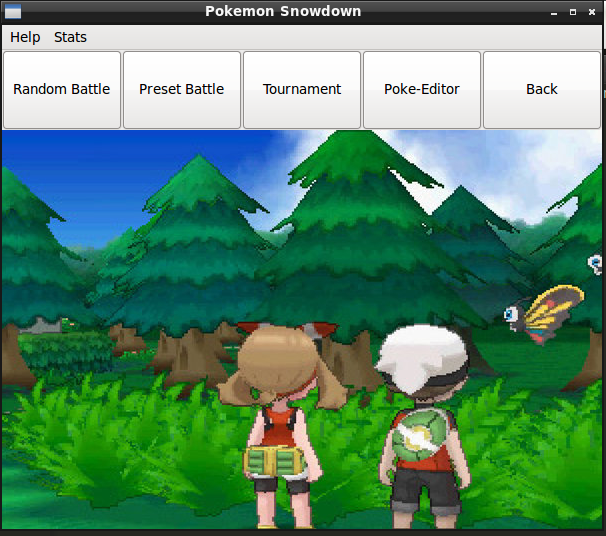 Pokemon Snowdown
Help Stats
Random Battle Preset Battle Tournament Poke-Editor Back